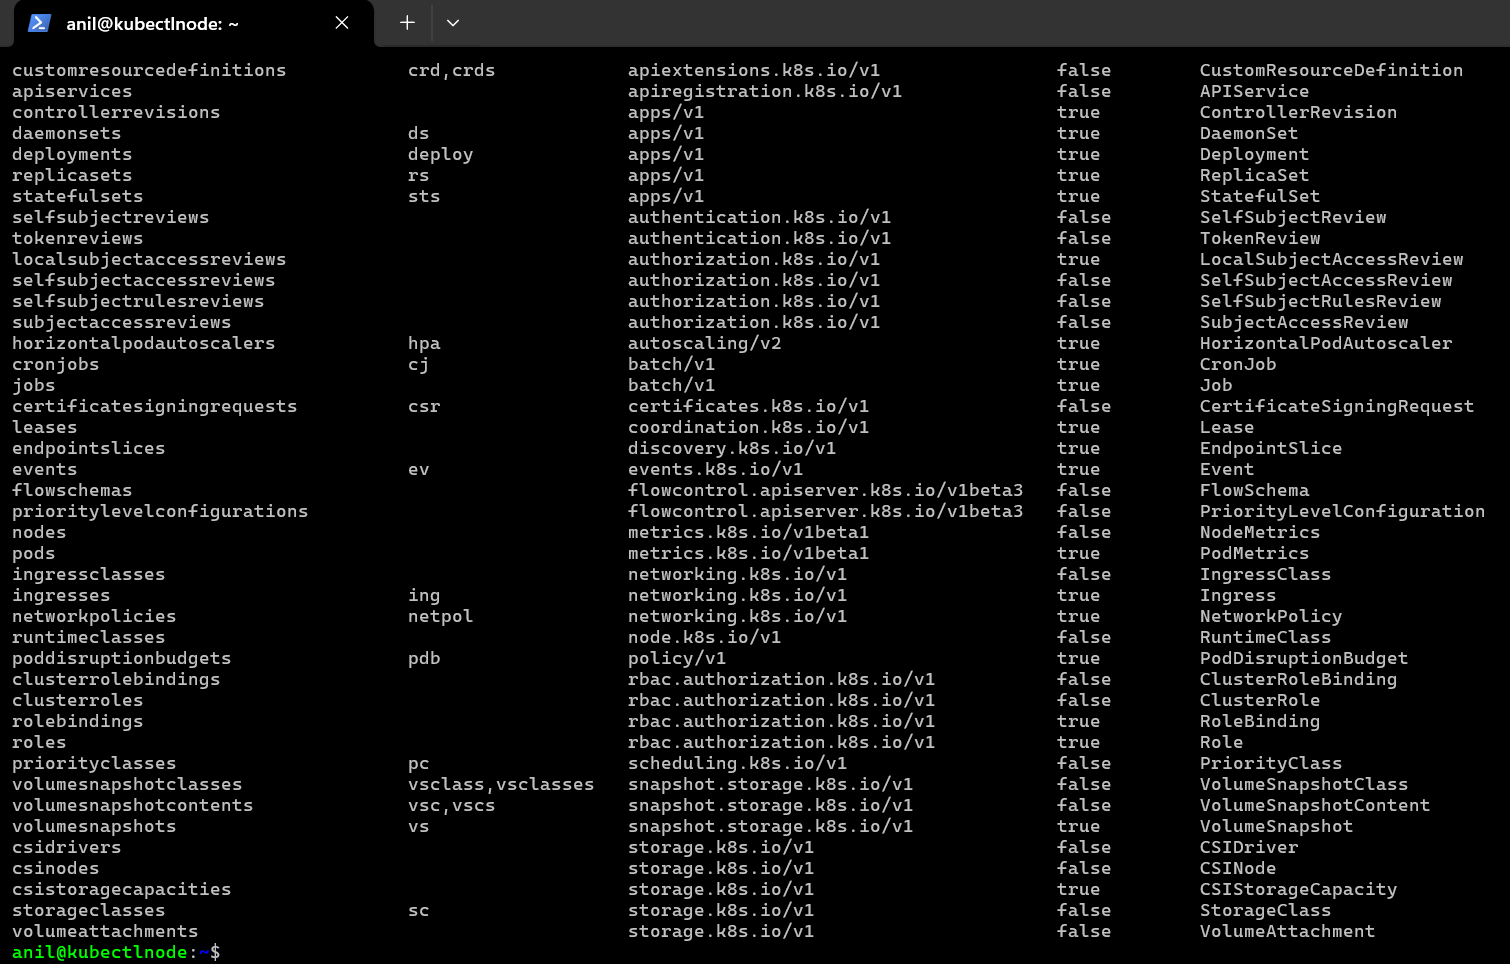 anil@kubectlnode: ~
customresourcedefinitions crd,crds apiextensions.k8s.io/v1 false CustomResourceDefinition
apiservices apiregistration.k8s.io/v1 false APIService
controllerrevisions apps/v1 true ControllerRevision
daemonsets ds apps/v1 true DaemonSet
deployments deploy apps/v1 true Deployment
replicasets rs apps/v1 true ReplicaSet
statefulsets sts apps/v1 true StatefulSet
selfsubjectreviews authentication.k8s.io/v1 false SelfSubjectReview
tokenreviews authentication.k8s.io/v1 false TokenReview
localsubjectaccessreviews authorization.k8s.io/v1 true LocalSubjectAccessReview
selfsubjectaccessreviews authorization.k8s.io/v1 false SelfSubjectAccessReview
selfsubjectrulesreviews authorization.k8s.io/v1 false SelfSubjectRulesReview
subjectaccessreviews authorization.k8s.io/v1 false SubjectAccessReview
horizontalpodautoscalers hpa autoscaling/v2 true HorizontalPodAutoscaler
cronjobs cj batch/v1 true CronJob
jobs batch/v1 true Job
certificatesigningrequests csr certificates.k8s.io/v1 false CertificateSigningRequest
leases coordination.k8s.io/v1 true Lease
endpointslices discovery.k8s.io/v1 true EndpointSlice
events ev events.k8s.io/v1 true Event
flowschemas flowcontrol.apiserver.k8s.io/v1beta3 false FlowSchema
prioritylevelconfigurations flowcontrol.apiserver.k8s.io/v1beta3 false PriorityLevelConfiguration
nodes metrics.k8s.io/v1beta1 false NodeMetrics
pods metrics.k8s.io/v1beta1 true PodMetrics
ingressclasses networking.k8s.io/v1 false IngressClass
ingresses ing networking.k8s.io/v1 true Ingress
networkpolicies netpol networking.k8s.io/v1 true NetworkPolicy
runtimeclasses node.k8s.io/v1 false RuntimeClass
poddisruptionbudgets pdb policy/v1 true PodDisruptionBudget
clusterrolebindings rbac.authorization.k8s.io/v1 false ClusterRoleBinding
clusterroles rbac.authorization.k8s.io/v1 false ClusterRole
rolebindings rbac.authorization.k8s.io/v1 true RoleBinding
roles rbac.authorization.k8s.io/v1 true Role
priorityclasses pc scheduling.k8s.io/v1 false PriorityClass
volumesnapshotclasses vsclass,vsclasses snapshot.storage.k8s.io/v1 false VolumeSnapshotClass
volumesnapshotcontents vsc,vscs snapshot.storage.k8s.io/v1 false VolumeSnapshotContent
volumesnapshots vs snapshot.storage.k8s.io/v1 true VolumeSnapshot
csidrivers storage.k8s.io/v1 false CSIDriver
csinodes storage.k8s.io/v1 false CSINode
csistoragecapacities storage.k8s.io/v1 true CSIStorageCapacity
storageclasses sc storage.k8s.io/v1 false StorageClass
volumeattachments storage.k8s.io/v1 false VolumeAttachment
anil@kubectlnode:~$